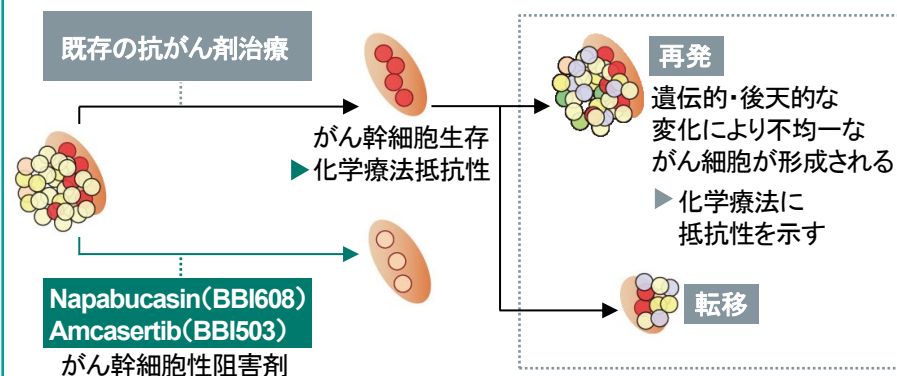 既存の抗がん剤治療
がん幹細胞生存
▶化学療法抵抗性
再発
遺伝的・後天的な
変化により不均一な
がん細胞が形成される
▶化学療法に
抵抗性を示す
転移
Napabucasin(BBI608)
Amcasertib(BBI503)
がん幹細胞性阻害剤